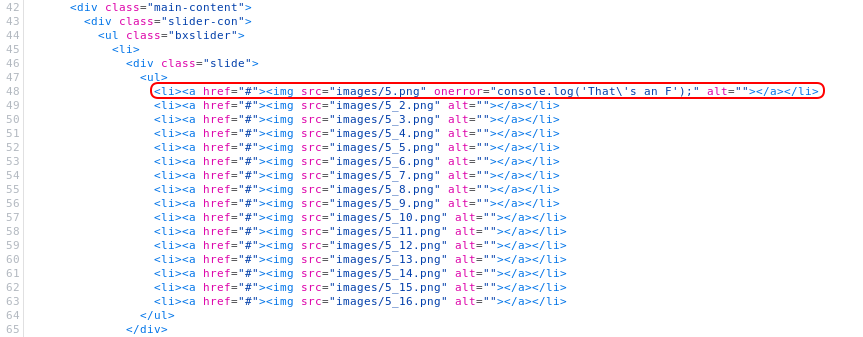 42 <div class="main-content">
43 <div class="slider-con">
44 <ul class="bxslider">
45 <li>
46 <div class="slide">
47 <ul>
48 <li><a href="#"><img src="images/5.png" onerror="console.log('That\'s an F');" alt=""></a></li>
49 <li><a href="#"><img src="images/5_2.png" alt=""></a></li>
50 <li><a href="#"><img src="images/5_3.png" alt=""></a></li>
51 <li><a href="#"><img src="images/5_4.png" alt=""></a></li>
52 <li><a href="#"><img src="images/5_5.png" alt=""></a></li>
53 <li><a href="#"><img src="images/5_6.png" alt=""></a></li>
54 <li><a href="#"><img src="images/5_7.png" alt=""></a></li>
55 <li><a href="#"><img src="images/5_8.png" alt=""></a></li>
56 <li><a href="#"><img src="images/5_9.png" alt=""></a></li>
57 <li><a href="#"><img src="images/5_10.png" alt=""></a></li>
58 <li><a href="#"><img src="images/5_11.png" alt=""></a></li>
59 <li><a href="#"><img src="images/5_12.png" alt=""></a></li>
60 <li><a href="#"><img src="images/5_13.png" alt=""></a></li>
61 <li><a href="#"><img src="images/5_14.png" alt=""></a></li>
62 <li><a href="#"><img src="images/5_15.png" alt=""></a></li>
63 <li><a href="#"><img src="images/5_16.png" alt=""></a></li>
64 </ul>
65 </div>